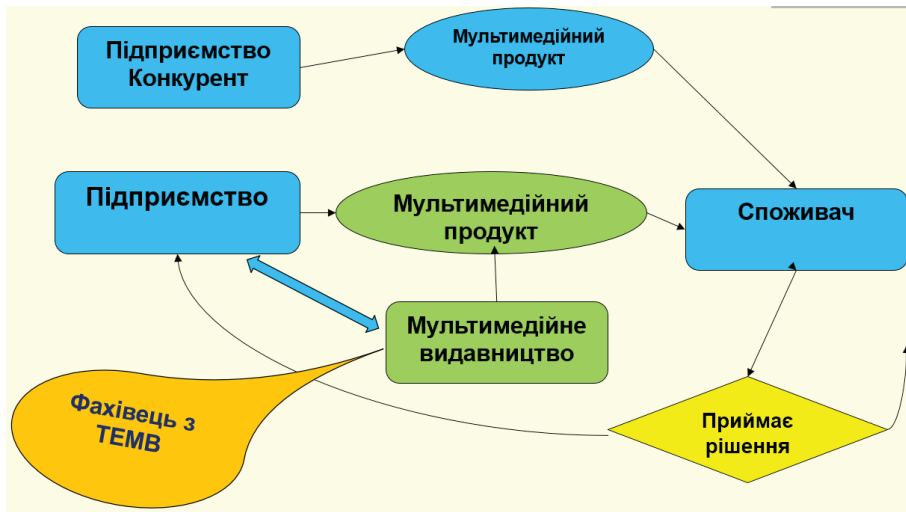 Підприємство
Конкурент
Мультимедійний
продукт
Підприємство
Мультимедійний
продукт
Споживач
Мультимедійне
видавництво
Фахівець з
ТЕМВ
Приймає
рішення